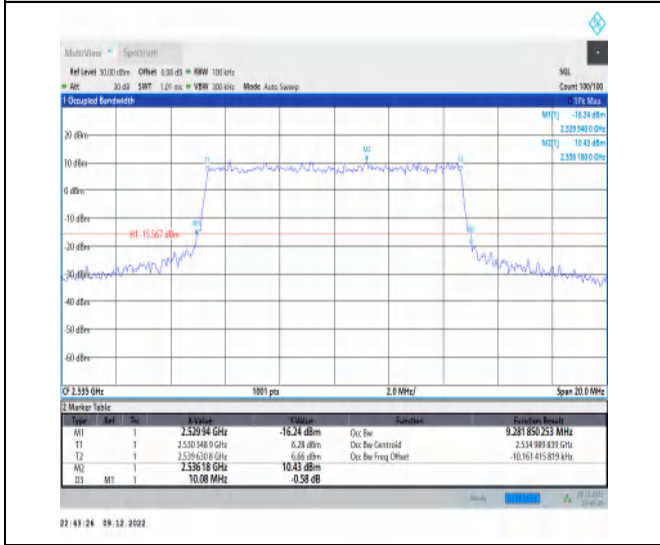 MultiView Spectrum
Ref Level 30.00 dBm Offset RBW 100 kHz SGL
Att 30 dB SWT 1.01 ms VBW 300 kHz Mode Auto Sweep Count 100/100
1 Occupied Bandwidth 1Pk Max
M1[1] -16.24 dBm
2.529 940 0 GHz
M2[1] 10.43 dBm
2.536 180 0 GHz
20 dBm
10 dBm
0 dBm
-10 dBm
-20 dBm
-30 dBm
-40 dBm
-50 dBm
-60 dBm
T1
M2
T2
M1
H1 -15.567 dBm
D3
CF 2.535 GHz 1001 pts 2.0 MHz/ Span 20.0 MHz
2 Marker Table
Type Ref Trc X-Value Y-Value Function Function Result
M1 1 2.529 94 GHz -16.24 dBm Occ Bw 9.281 850 253 MHz
T1 1 2.530 348 9 GHz 6.28 dBm Occ Bw Centroid 2.534 989 839 GHz
T2 1 2.539 630 8 GHz 6.66 dBm Occ Bw Freq Offset -10.161 415 819 kHz
M2 1 2.536 18 GHz 10.43 dBm
D3 M1 1 10.08 MHz -0.58 dB
Ready
22:43:26 09.12.2022